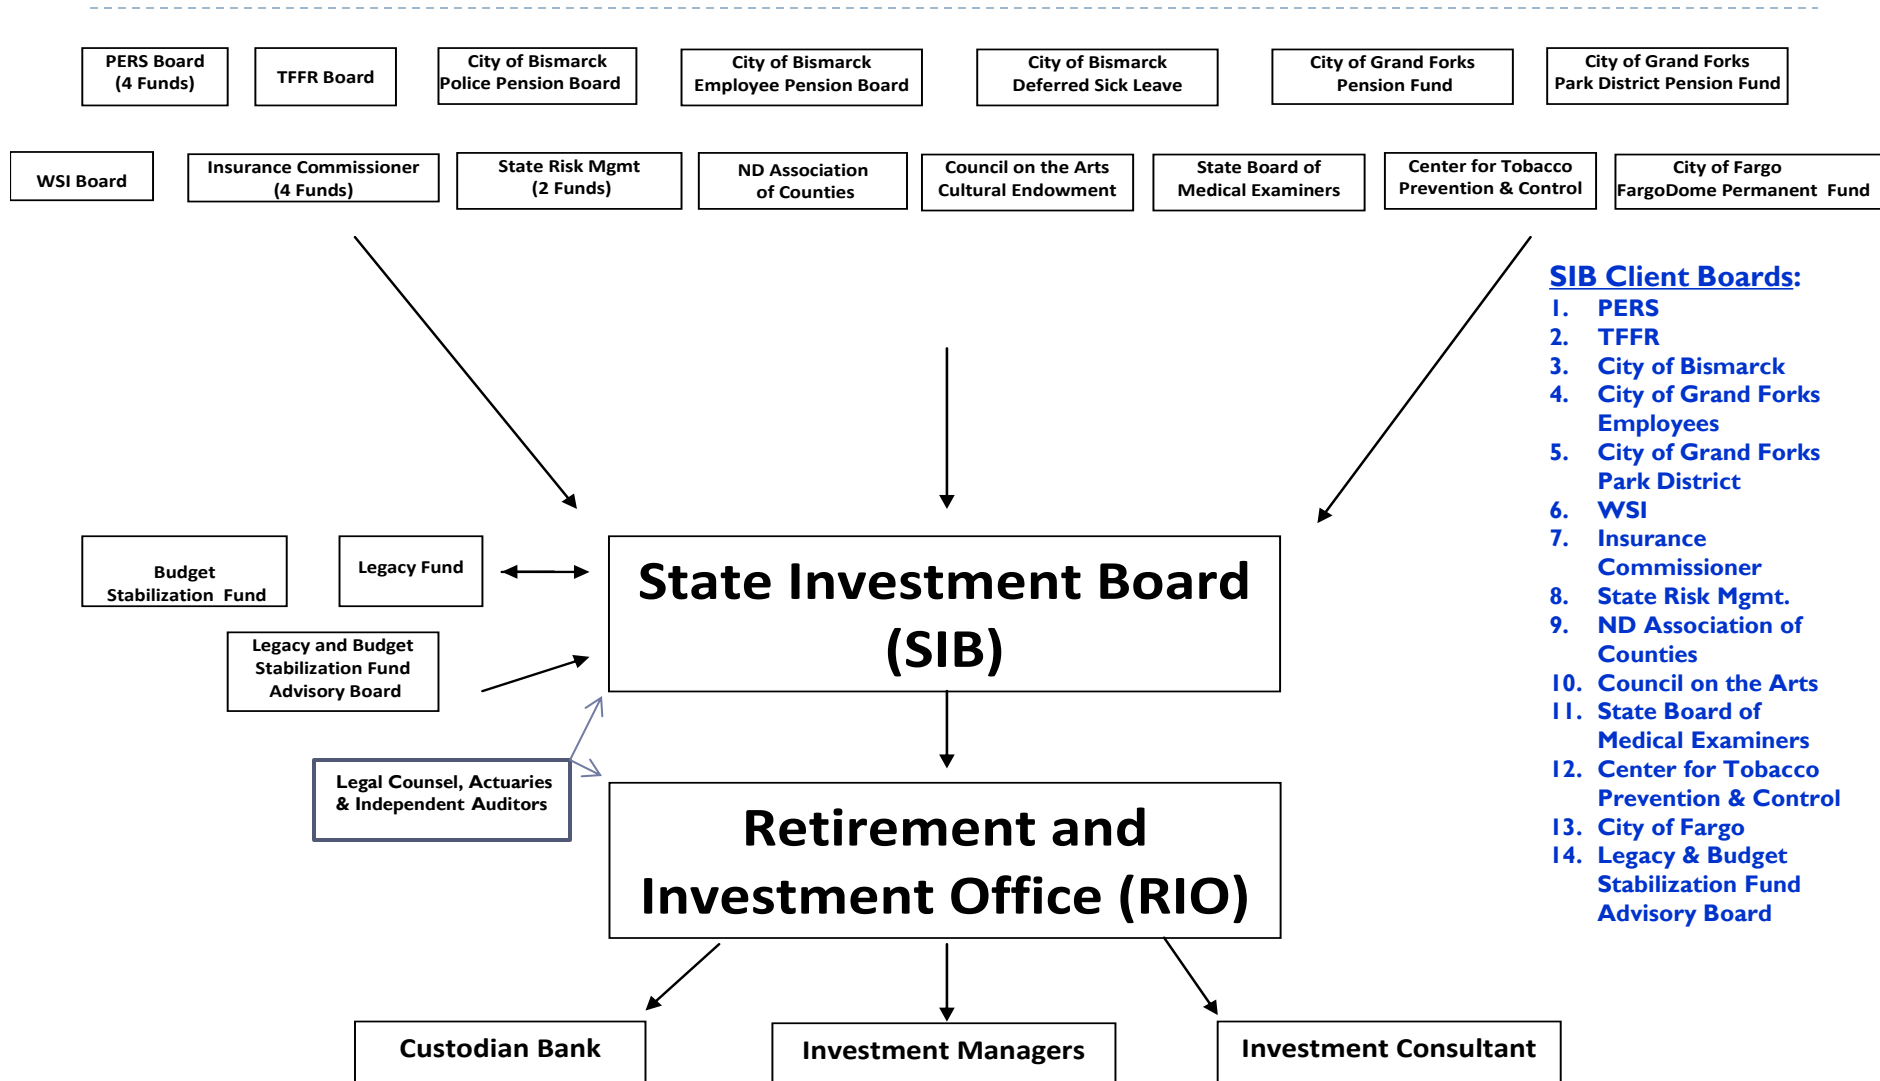 PERS Board
(4 Funds)
TFFR Board
City of Bismarck
Police Pension Board
City of Bismarck
Employee Pension Board
City of Bismarck
Deferred Sick Leave
City of Grand Forks
Pension Fund
City of Grand Forks
Park District Pension Fund
WSI Board
Insurance Commissioner
(4 Funds)
State Risk Mgmt
(2 Funds)
ND Association
of Counties
Council on the Arts
Cultural Endowment
State Board of
Medical Examiners
Center for Tobacco
Prevention & Control
City of Fargo
FargoDome Permanent Fund
SIB Client Boards:
1. PERS
2. TFFR
3. City of Bismarck
4. City of Grand Forks
Employees
5. City of Grand Forks
Park District
6. WSI
7. Insurance
Commissioner
8. State Risk Mgmt.
9. ND Association of
Counties
10. Council on the Arts
11. State Board of
Medical Examiners
12. Center for Tobacco
Prevention & Control
13. City of Fargo
14. Legacy & Budget
Stabilization Fund
Advisory Board
Budget
Stabilization Fund
Legacy Fund
State Investment Board
(SIB)
Legacy and Budget
Stabilization Fund
Advisory Board
Legal Counsel, Actuaries
& Independent Auditors
Retirement and
Investment Office (RIO)
Custodian Bank
Investment Managers
Investment Consultant